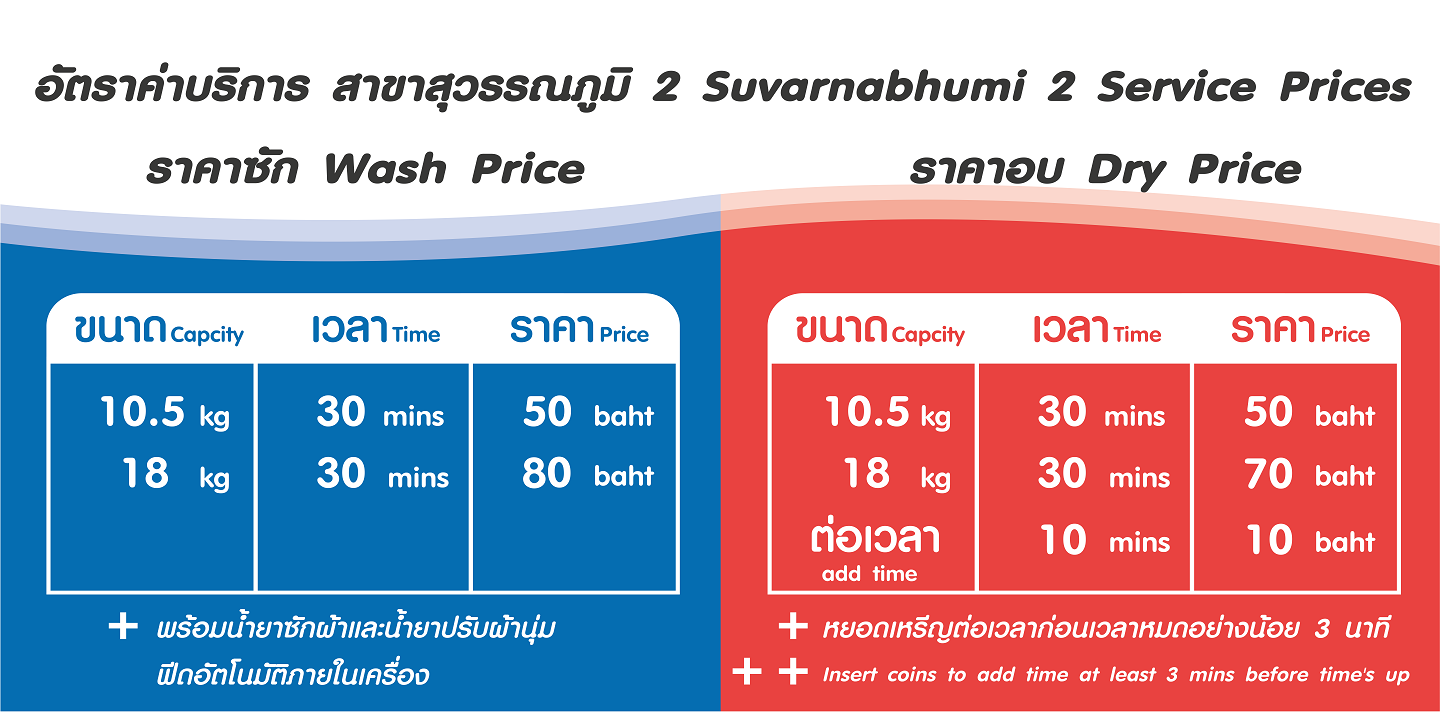 อัตราค่าบริการ สาขาสุวรรณภูมิ 2 Suvarnabhumi 2 Service Prices
ราคาซัก Wash Price
ราคาอบ Dry Price
ขนาด Capcity เวลา Time ราคา Price
10.5 kg 30 mins 50 baht
18 kg 30 mins 80 baht
+ พร้อมน้ำยาซักผ้าและน้ำยาปรับผ้านุ่ม
ฟีดอัตโนมัติภายในเครื่อง
ขนาด Capcity เวลา Time ราคา Price
10.5 kg 30 mins 50 baht
18 kg 30 mins 70 baht
ต่อเวลา 10 mins 10 baht
add time
+ หยอดเหรีญต่อเวลาก่อนเวลาหมดอย่างน้อย 3 นาที
+ + Insert coins to add time at least 3 mins before time's up